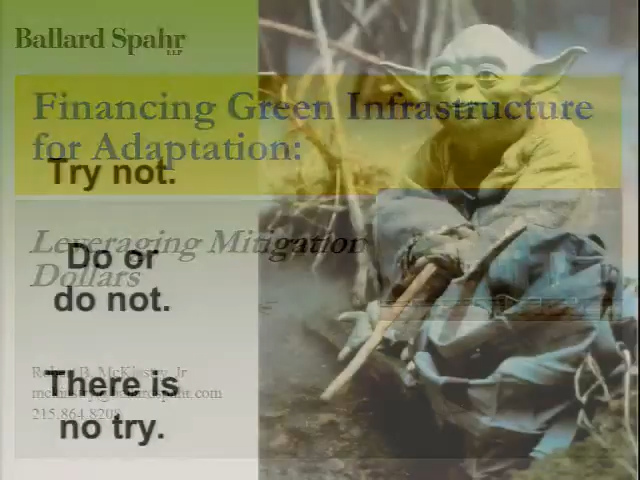 Ballard Spahr
LLP
Financing Green Infrastructure
for Adaptation:
Try not.
Leveraging Mitigation
Dollars
Do or
do not.
There is
no try.
215.864.8208